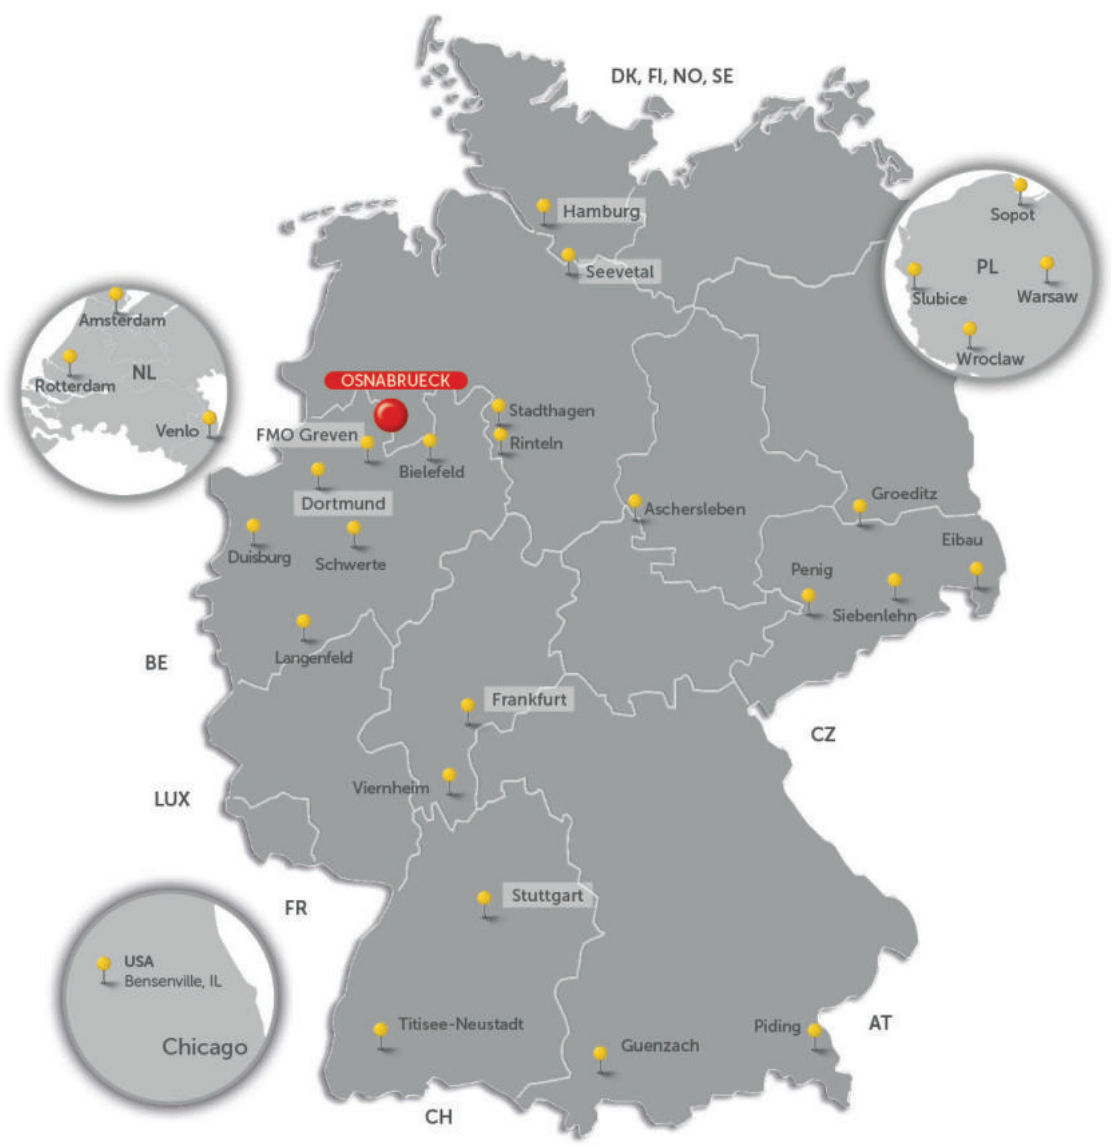 DK, FI, NO, SE
Hamburg
Seevetal
Sopot
PL
Slubice
Warsaw
Wroclaw
Amsterdam
NL
Rotterdam
Venlo
OSNABRUECK
Stadthagen
FMO Greven
Rinteln
Bielefeld
Dortmund
Groeditz
Aschersleben
Eibau
Duisburg
Schwerte
Penig
Siebenlehn
Langenfeld
BE
Frankfurt
CZ
Viernheim
LUX
Stuttgart
FR
USA
Bensenville, IL
Chicago
Titisee-Neustadt
Piding
AT
Guenzach
CH